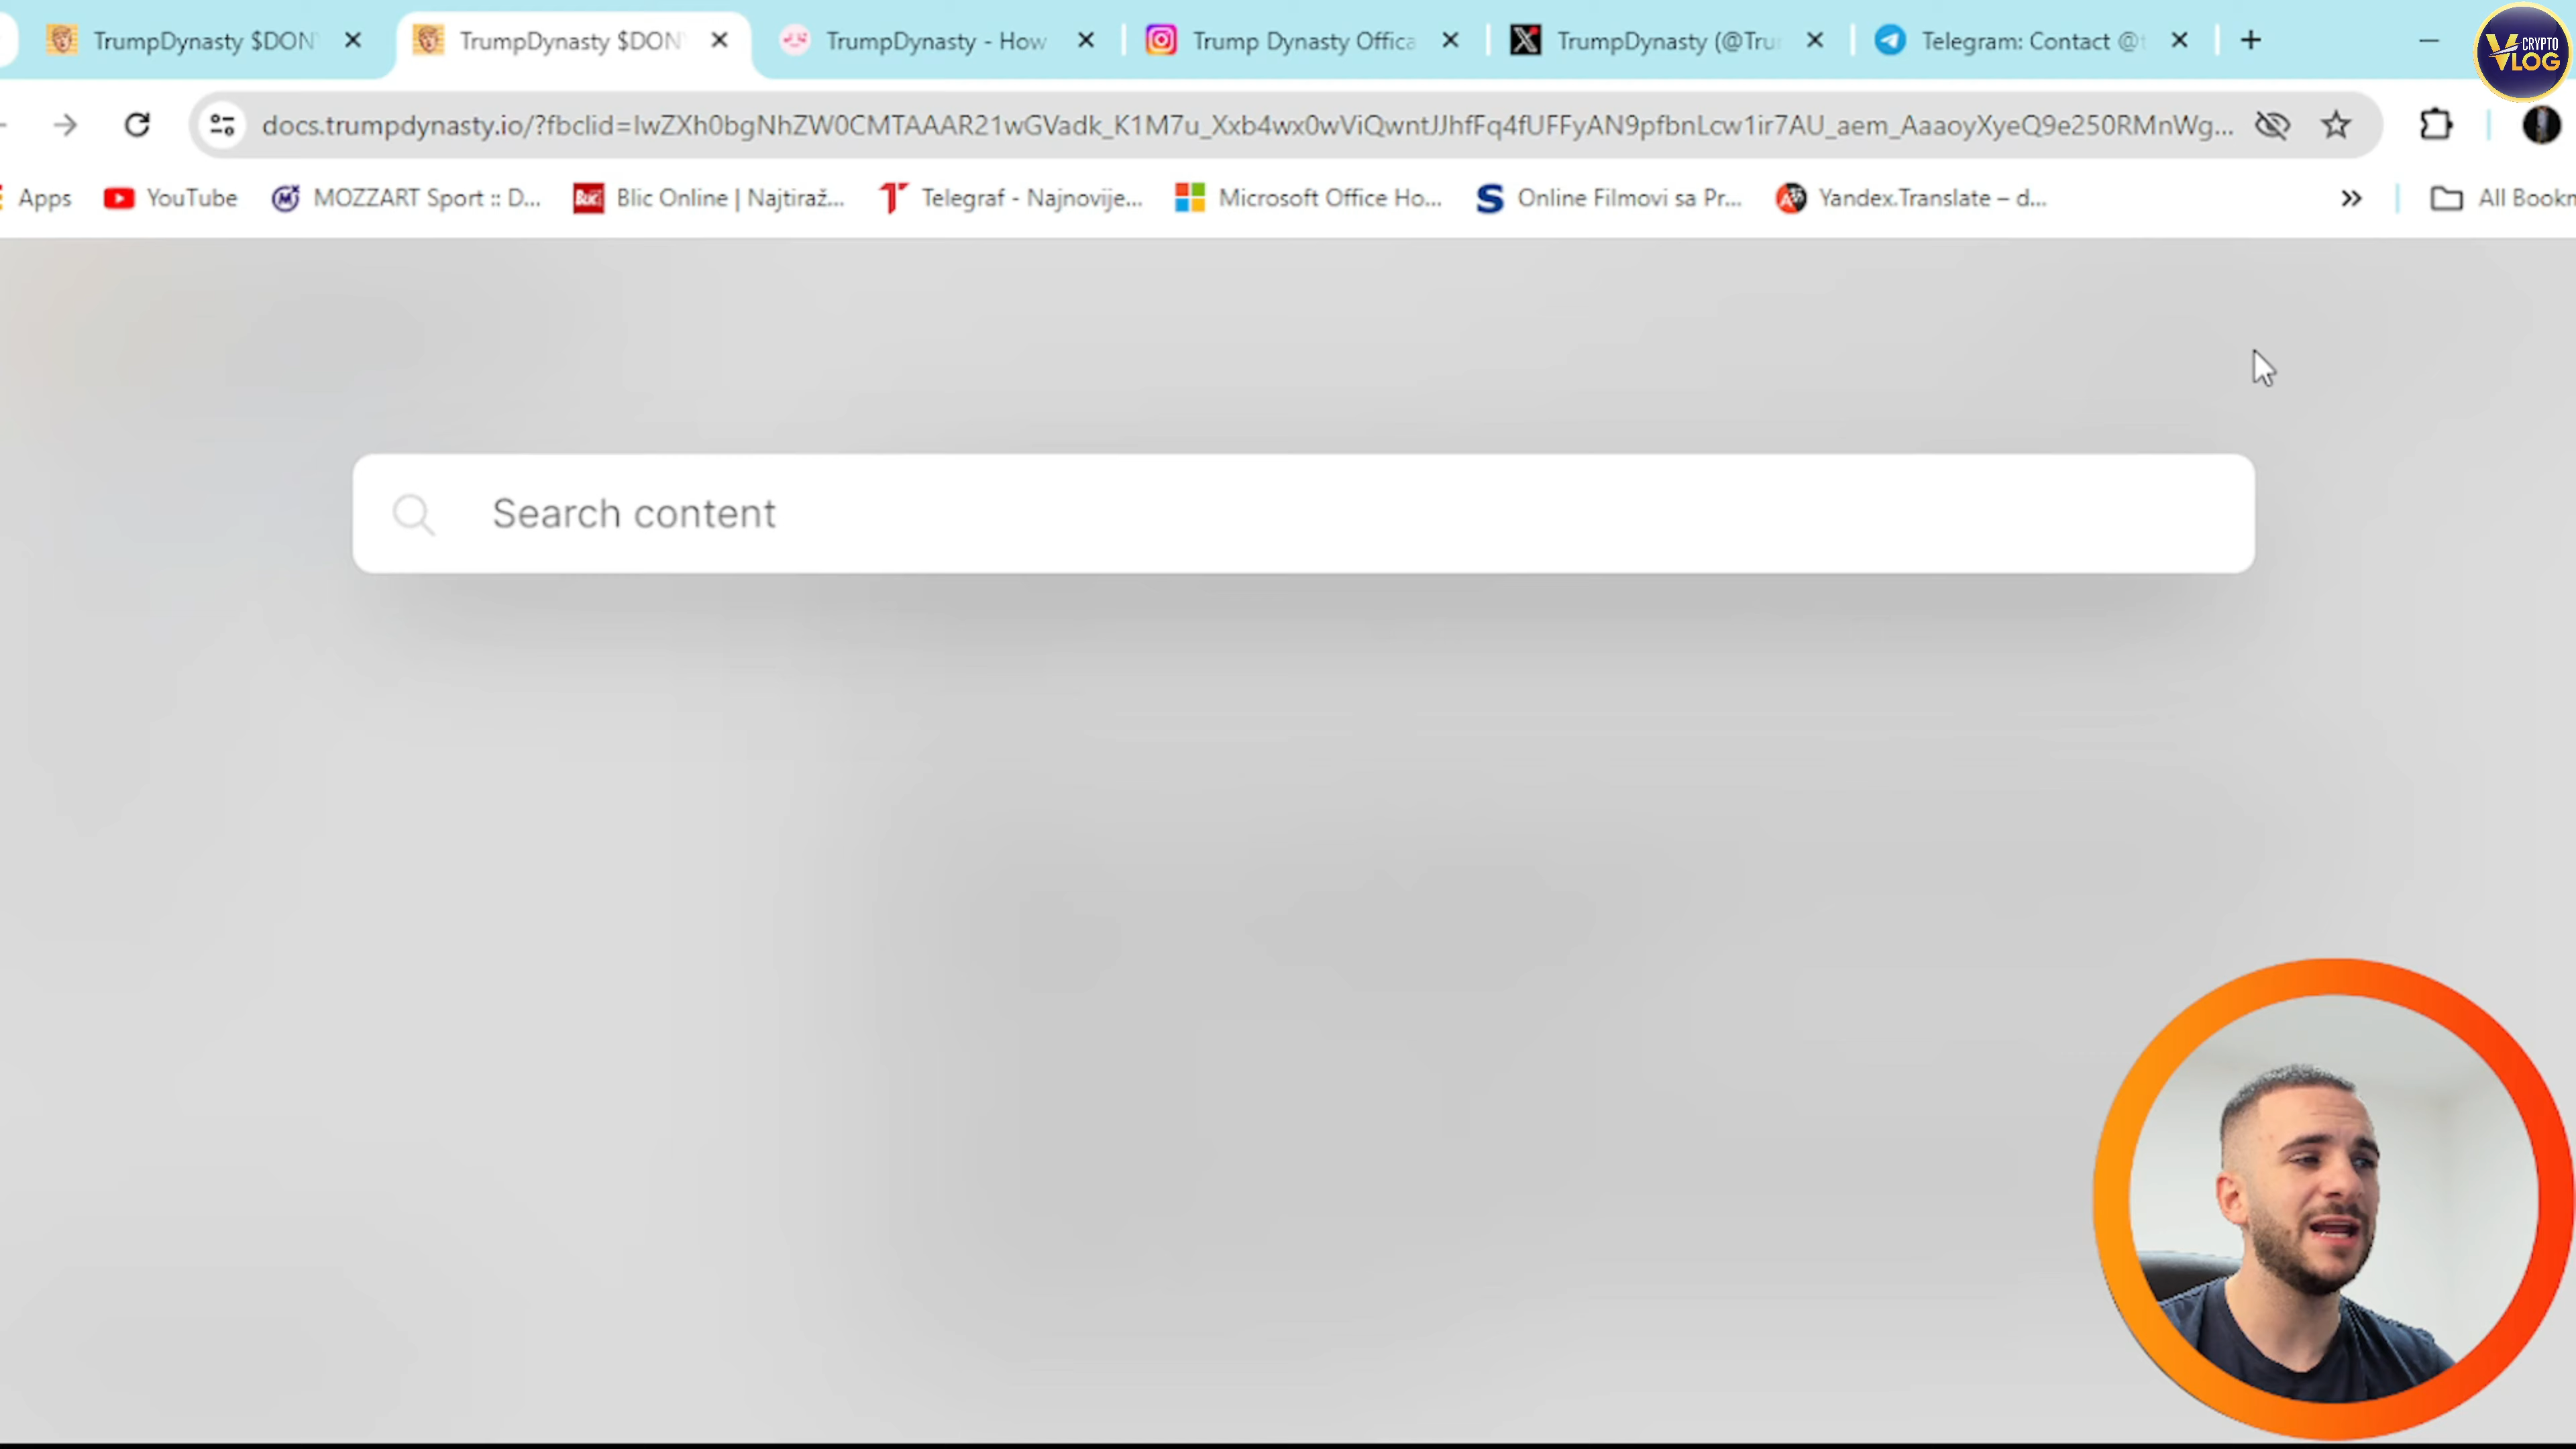 TrumpDynasty $DON
TrumpDynasty $DON
TrumpDynasty - How
Trump Dynasty Offica
TrumpDynasty (@Tru
Telegram: Contact @t
CRYPTO
VLOG
docs.trumpdynasty.io/?fbclid=IwZXh0bgNhZW0CMTAAAR21wGVadk_K1M7u_Xxb4wx0wViQwntJJhfFq4fUFFyAN9pfbnLcw1ir7AU_aem_AaaoyXyeQ9e250RMnWg...
Apps
YouTube
MOZZART Sport :: D...
Blic Online | Najtiraž...
Telegraf - Najnovije...
Microsoft Office Ho...
Online Filmovi sa Pr...
Yandex.Translate – d...
All Bookm
Search content